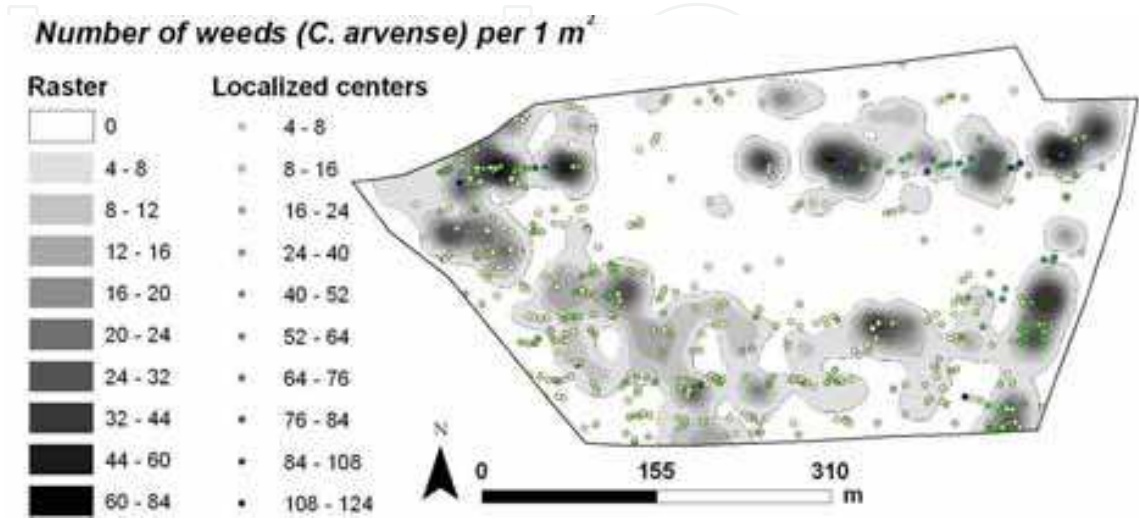 Number of weeds (C. arvense) per 1 m²
Raster
0
4 - 8
8 - 12
12 - 16
16 - 20
20 - 24
24 - 32
32 - 44
44 - 60
60 - 84
Localized centers
4 - 8
8 - 16
16 - 24
24 - 40
40 - 52
52 - 64
64 - 76
76 - 84
84 - 108
108 - 124
N
0 155 310
m